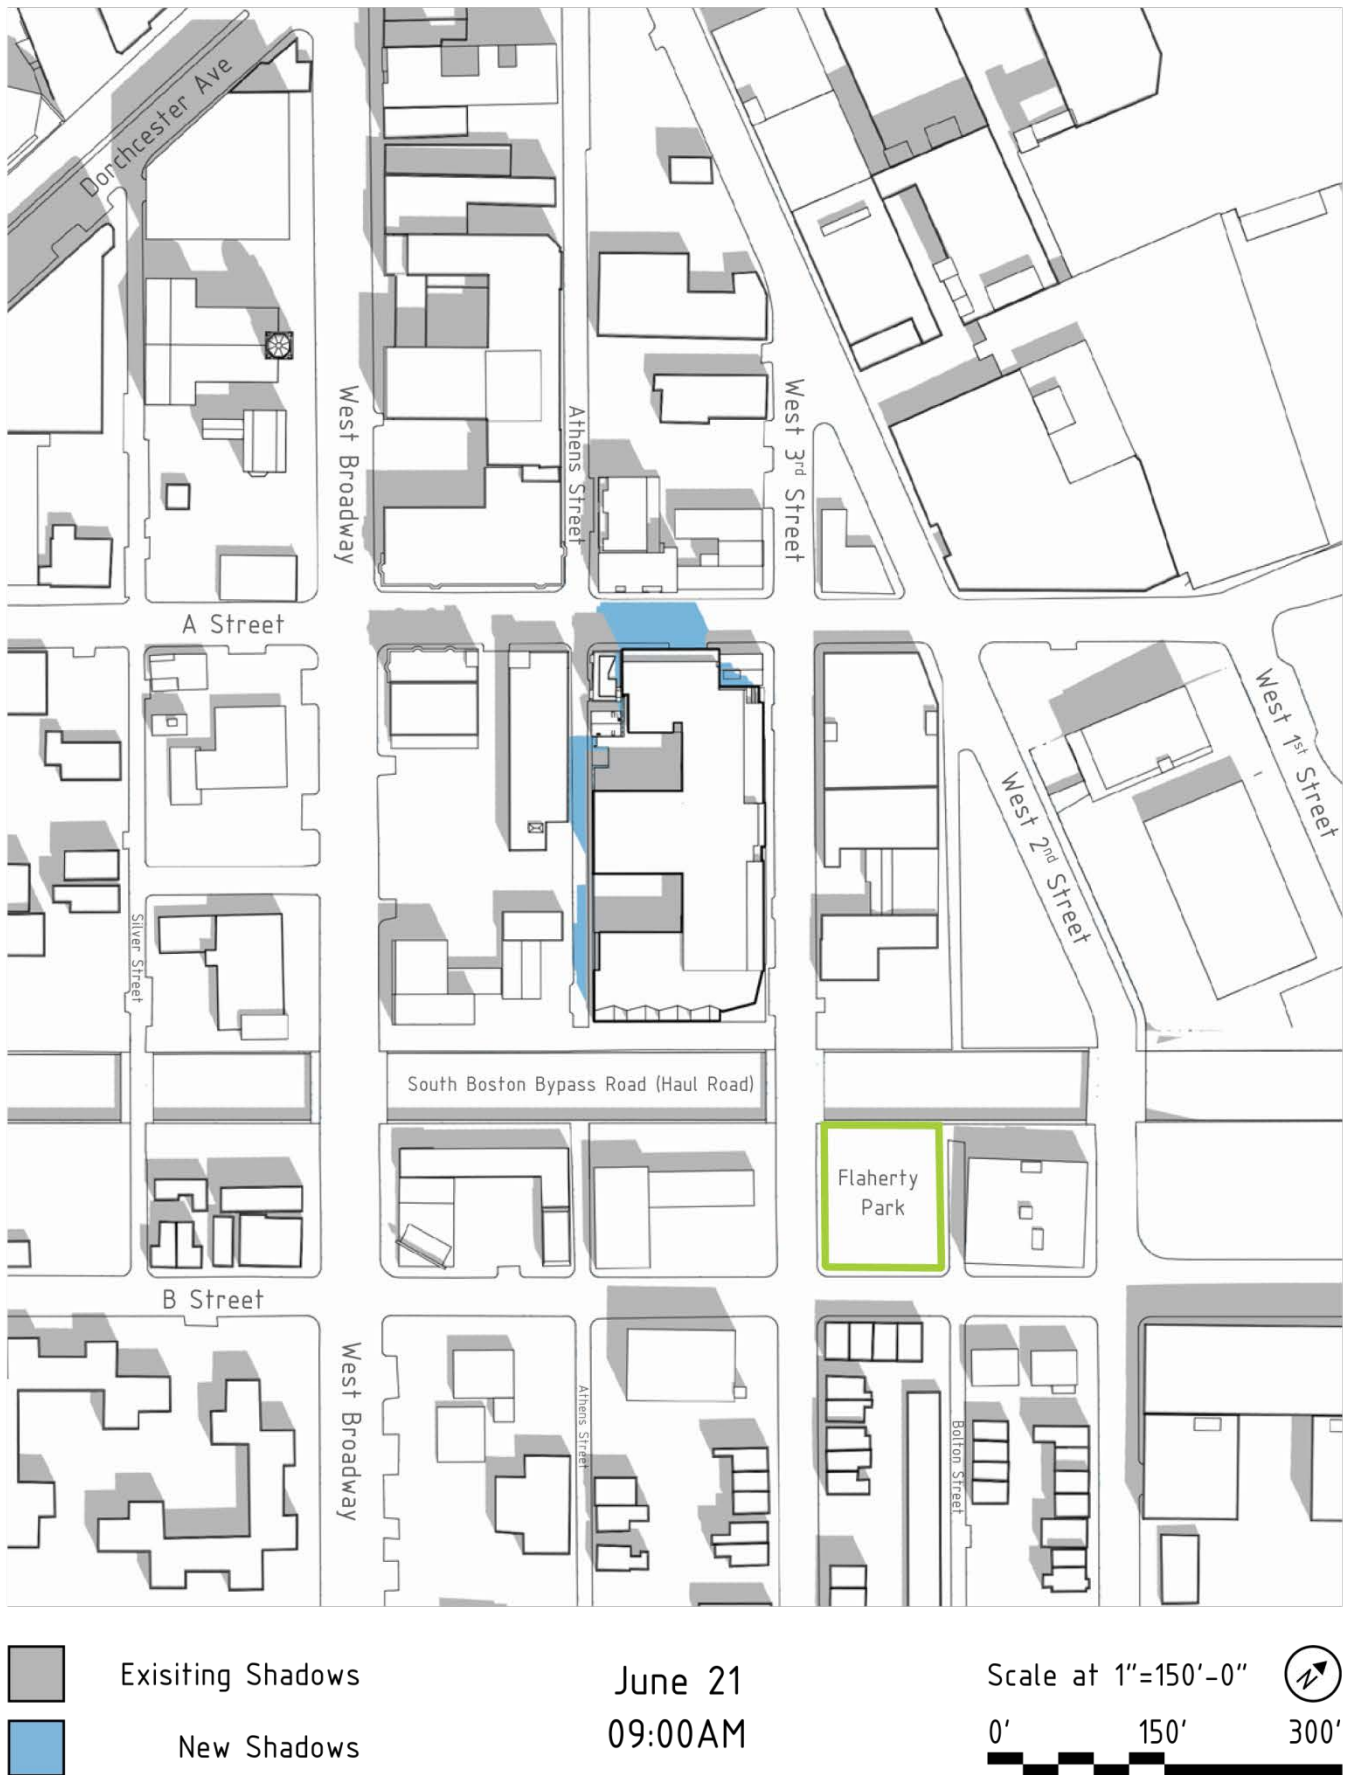 Dorchcester Ave
West Broadway
Athens Street
West 3rd Street
A Street
West 1st Street
West 2nd Street
Silver Street
South Boston Bypass Road (Haul Road)
Flaherty
Park
B Street
West Broadway
Athens Street
Bolton Street
Exisiting Shadows
New Shadows
June 21
09:00AM
Scale at 1"=150'-0"
N
0' 150' 300'